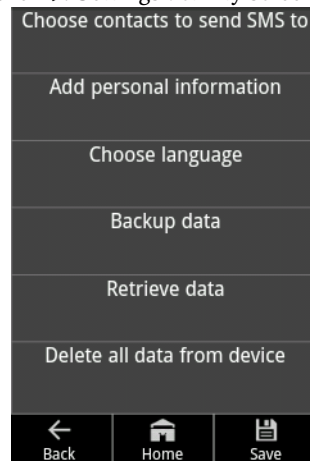 Choose contacts to send SMS to
Add personal information
Choose language
Backup data
Retrieve data
Delete all data from device
Back Home Save